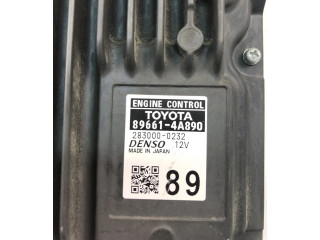 ENGINE CONTROL
TOYOTA
89661-4A890
283000-0232
DENSO 12V
MADE IN JAPAN
89